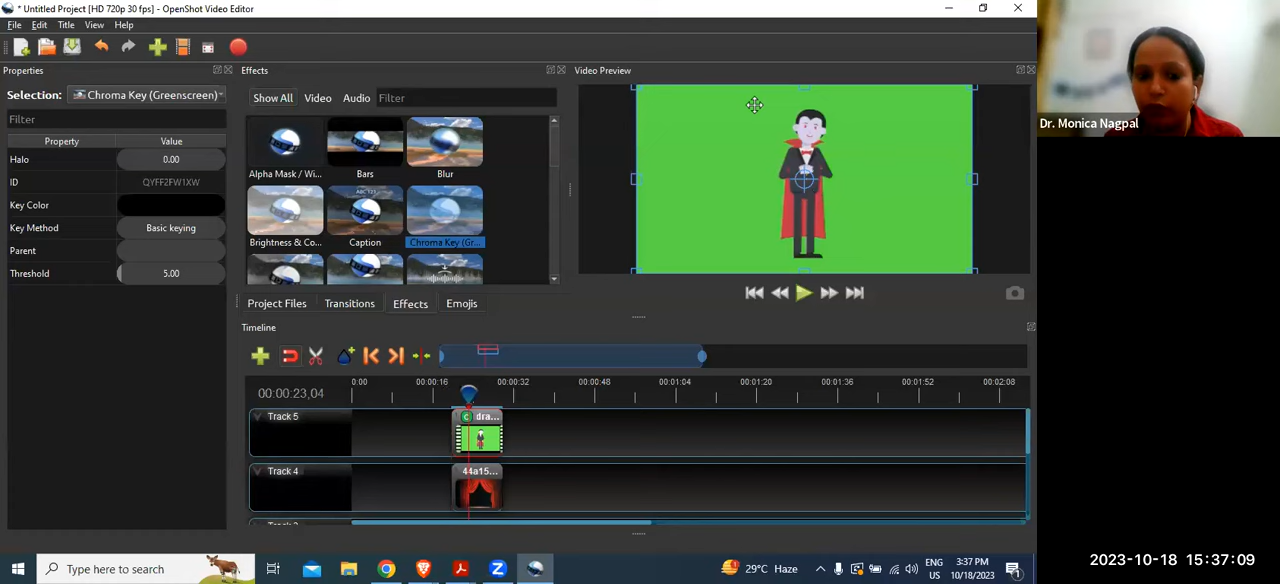 * Untitled Project [HD 720p 30 fps] - OpenShot Video Editor
File Edit Title View Help
Properties
Selection: Chroma Key (Greenscreen)
Filter
Property Value
Halo 0.00
ID QYFF2FW1XW
Key Color
Key Method Basic keying
Parent
Threshold 5.00
Effects
Show All Video Audio Filter
Alpha Mask / Wi... Bars Blur
Brightness & Co... Caption Chroma Key (Gr...
Project Files Transitions Effects Emojis
Video Preview
Dr. Monica Nagpal
Timeline
00:00:23,04
0:00 00:00:16 00:00:32 00:00:48 00:01:04 00:01:20 00:01:36 00:01:52 00:02:08
Track 5
C dra...
Track 4
44a15...
Type here to search
29°C Haze
ENG
US
3:37 PM
10/18/2023
1
2023-10-18 15:37:09